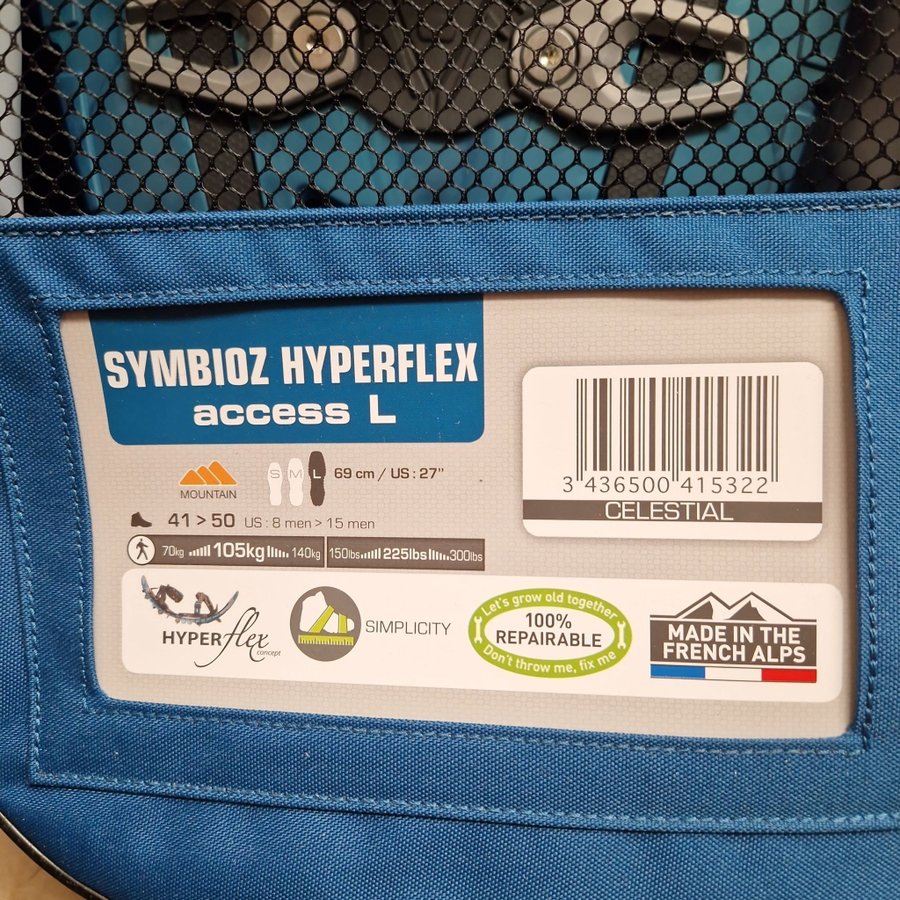 SYMBIOZ HYPERFLEX
access L
MOUNTAIN
S M L 69 cm / US : 27"
41 > 50 US : 8 men > 15 men
70kg 105kg 140kg 150lbs 225lbs 300lbs
3 436500 415322
CELESTIAL
HYPERflex
concept
SIMPLICITY
Let's grow old together
100%
REPAIRABLE
Don't throw me, fix me
MADE IN THE
FRENCH ALPS